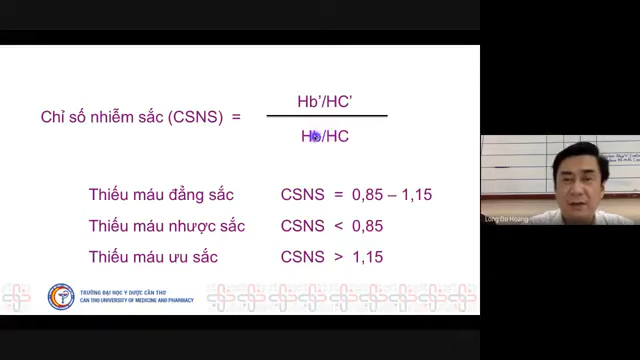 Chỉ số nhiễm sắc (CSNS) =
Hb'/HC'
Hb/HC
Thiếu máu đẳng sắc CSNS = 0,85 – 1,15
Thiếu máu nhược sắc CSNS < 0,85
Thiếu máu ưu sắc CSNS > 1,15
TRƯỜNG ĐẠI HỌC Y DƯỢC CẦN THƠ
CAN THO UNIVERSITY OF MEDICINE AND PHARMACY
Long Do Hoang